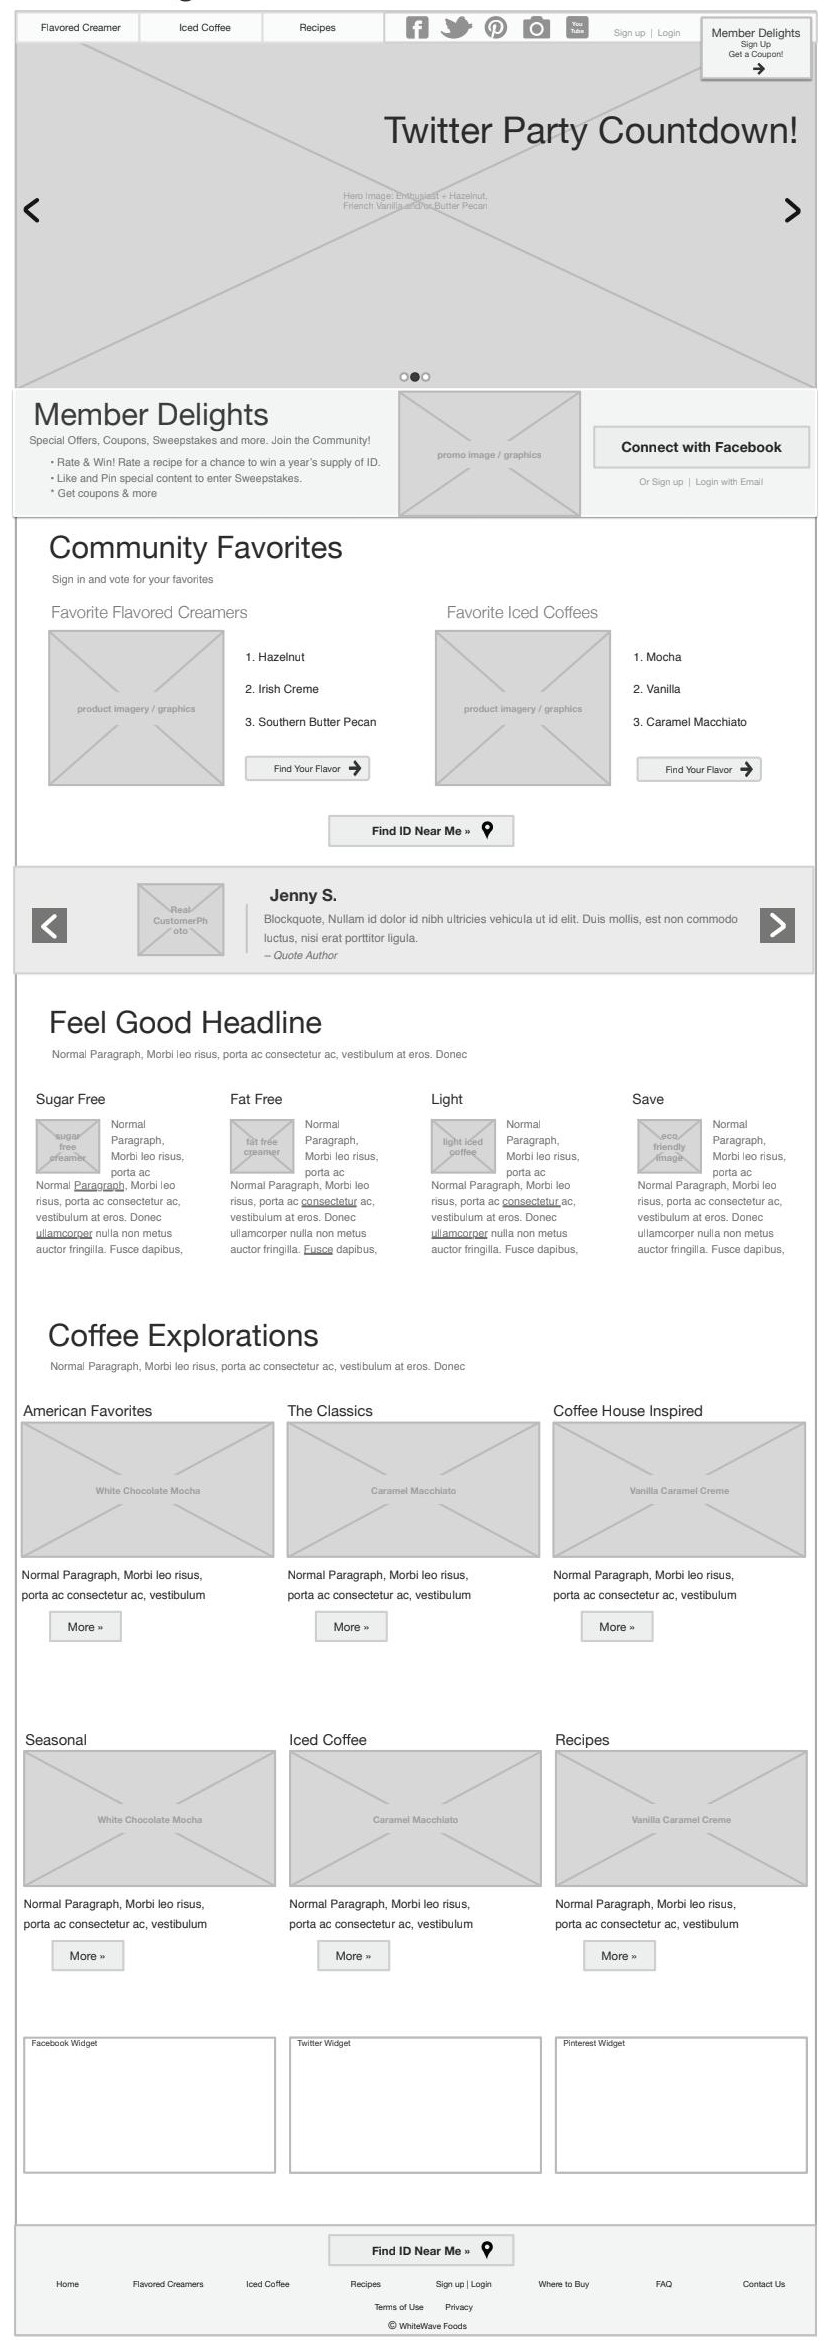 Flavored Creamer
Iced Coffee
Recipes
You
Tube
Sign up | Login
Member Delights
Sign Up
Get a Coupon!
Twitter Party Countdown!
Hero Image: Enthusiast + Hazelnut,
Friench Vanilla and/or Butter Pecan
Member Delights
Special Offers, Coupons, Sweepstakes and more. Join the Community!
• Rate & Win! Rate a recipe for a chance to win a year's supply of ID.
• Like and Pin special content to enter Sweepstakes.
* Get coupons & more
promo image / graphics
Connect with Facebook
Or Sign up | Login with Email
Community Favorites
Sign in and vote for your favorites
Favorite Flavored Creamers
product imagery / graphics
1. Hazelnut
2. Irish Creme
3. Southern Butter Pecan
Find Your Flavor
Favorite Iced Coffees
product imagery / graphics
1. Mocha
2. Vanilla
3. Caramel Macchiato
Find Your Flavor
Find ID Near Me »
Real
CustomerPh
oto
Jenny S.
Blockquote, Nullam id dolor id nibh ultricies vehicula ut id elit. Duis mollis, est non commodo
luctus, nisi erat porttitor ligula.
– Quote Author
Feel Good Headline
Normal Paragraph, Morbi leo risus, porta ac consectetur ac, vestibulum at eros. Donec
Sugar Free
sugar
free
creamer
Normal
Paragraph,
Morbi leo risus,
porta ac
Normal Paragraph, Morbi leo
risus, porta ac consectetur ac,
vestibulum at eros. Donec
ullamcorper nulla non metus
auctor fringilla. Fusce dapibus,
Fat Free
fat free
creamer
Normal
Paragraph,
Morbi leo risus,
porta ac
Normal Paragraph, Morbi leo
risus, porta ac consectetur ac,
vestibulum at eros. Donec
ullamcorper nulla non metus
auctor fringilla. Fusce dapibus,
Light
light iced
coffee
Normal
Paragraph,
Morbi leo risus,
porta ac
Normal Paragraph, Morbi leo
risus, porta ac consectetur ac,
vestibulum at eros. Donec
ullamcorper nulla non metus
auctor fringilla. Fusce dapibus,
Save
eco
friendly
image
Normal
Paragraph,
Morbi leo risus,
porta ac
Normal Paragraph, Morbi leo
risus, porta ac consectetur ac,
vestibulum at eros. Donec
ullamcorper nulla non metus
auctor fringilla. Fusce dapibus,
Coffee Explorations
Normal Paragraph, Morbi leo risus, porta ac consectetur ac, vestibulum at eros. Donec
American Favorites
White Chocolate Mocha
Normal Paragraph, Morbi leo risus,
porta ac consectetur ac, vestibulum
More »
The Classics
Caramel Macchiato
Normal Paragraph, Morbi leo risus,
porta ac consectetur ac, vestibulum
More »
Coffee House Inspired
Vanilla Caramel Creme
Normal Paragraph, Morbi leo risus,
porta ac consectetur ac, vestibulum
More »
Seasonal
White Chocolate Mocha
Normal Paragraph, Morbi leo risus,
porta ac consectetur ac, vestibulum
More »
Iced Coffee
Caramel Macchiato
Normal Paragraph, Morbi leo risus,
porta ac consectetur ac, vestibulum
More »
Recipes
Vanilla Caramel Creme
Normal Paragraph, Morbi leo risus,
porta ac consectetur ac, vestibulum
More »
Facebook Widget
Twitter Widget
Pinterest Widget
Find ID Near Me »
Home
Flavored Creamers
Iced Coffee
Recipes
Sign up | Login
Where to Buy
FAQ
Contact Us
Terms of Use
Privacy
© WhiteWave Foods